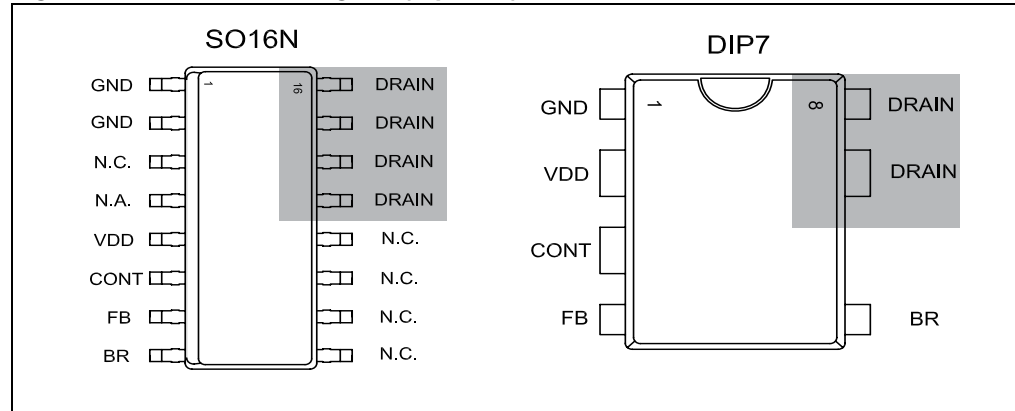 SO16N
GND 1 16 DRAIN
GND DRAIN
N.C. DRAIN
N.A. DRAIN
VDD N.C.
CONT N.C.
FB N.C.
BR N.C.
DIP7
GND 1 8 DRAIN
VDD DRAIN
CONT
FB BR